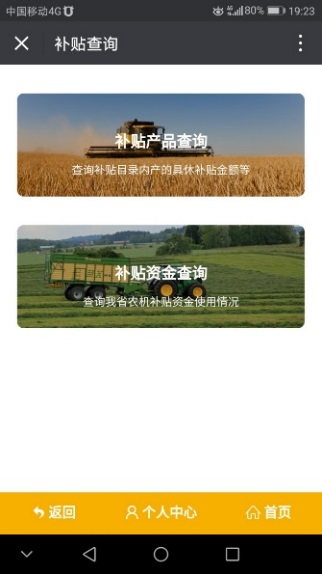 中国移动4G 80% 19:23
补贴查询
补贴产品查询
查询补贴目录内产的具休补贴金额等
补贴资金查询
查询我省农机补贴资金使用情况
返回 个人中心 首页